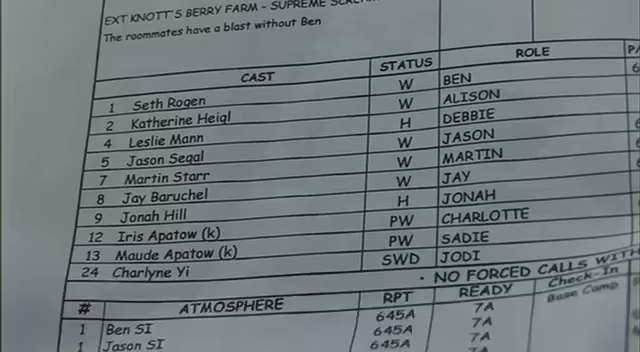 EXT KNOTT'S BERRY FARM - SUPREME SCREAM
The roommates have a blast without Ben
CAST STATUS ROLE
1 Seth Rogen W BEN
2 Katherine Heigl W ALISON
4 Leslie Mann H DEBBIE
5 Jason Segal W JASON
7 Martin Starr W MARTIN
8 Jay Baruchel W JAY
9 Jonah Hill H JONAH
12 Iris Apatow (k) PW CHARLOTTE
13 Maude Apatow (k) PW SADIE
24 Charlyne Yi SWD JODI
· NO FORCED CALLS WITH
# ATMOSPHERE RPT READY Check-In
1 Ben SI 645A 7A Base Camp
1 Jason SI 645A 7A
645A 7A